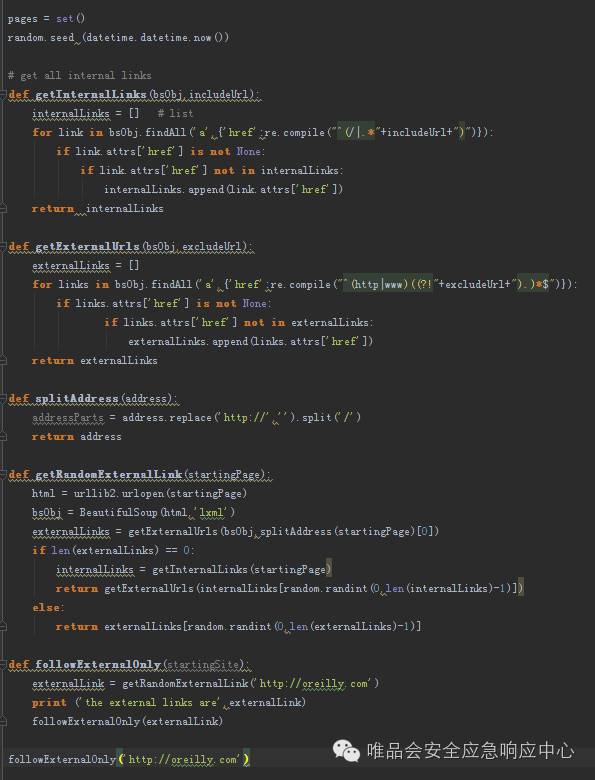 pages = set()
random.seed (datetime.datetime.now())
# get all internal links
def getInternalLinks(bsObj,includeUrl):
internalLinks = [] # list
for link in bsObj.findAll('a',{'href':re.compile("^(/|.*"+includeUrl+")")}):
if link.attrs['href'] is not None:
if link.attrs['href'] not in internalLinks:
internalLinks.append(link.attrs['href'])
return internalLinks
def getExternalUrls(bsObj,excludeUrl):
externalLinks = []
for links in bsObj.findAll('a',{'href':re.compile("^(http|www)((?!"+excludeUrl+").)*$")}):
if links.attrs['href'] is not None:
if links.attrs['href'] not in externalLinks:
externalLinks.append(links.attrs['href'])
return externalLinks
def splitAddress(address):
addressParts = address.replace('http://','').split('/')
return address
def getRandomExternalLink(startingPage):
html = urllib2.urlopen(startingPage)
bsObj = BeautifulSoup(html,'lxml')
externalLinks = getExternalUrls(bsObj,splitAddress(startingPage)[0])
if len(externalLinks) == 0:
internalLinks = getInternalLinks(startingPage)
return getExternalUrls(internalLinks[random.randint(0,len(internalLinks)-1)])
else:
return externalLinks[random.randint(0,len(externalLinks)-1)]
def followExternalOnly(startingSite):
externalLink = getRandomExternalLink('http://oreilly.com')
print ('the external links are',externalLink)
followExternalOnly(externalLink)
followExternalOnly('http://oreilly.com')
唯品会安全应急响应中心